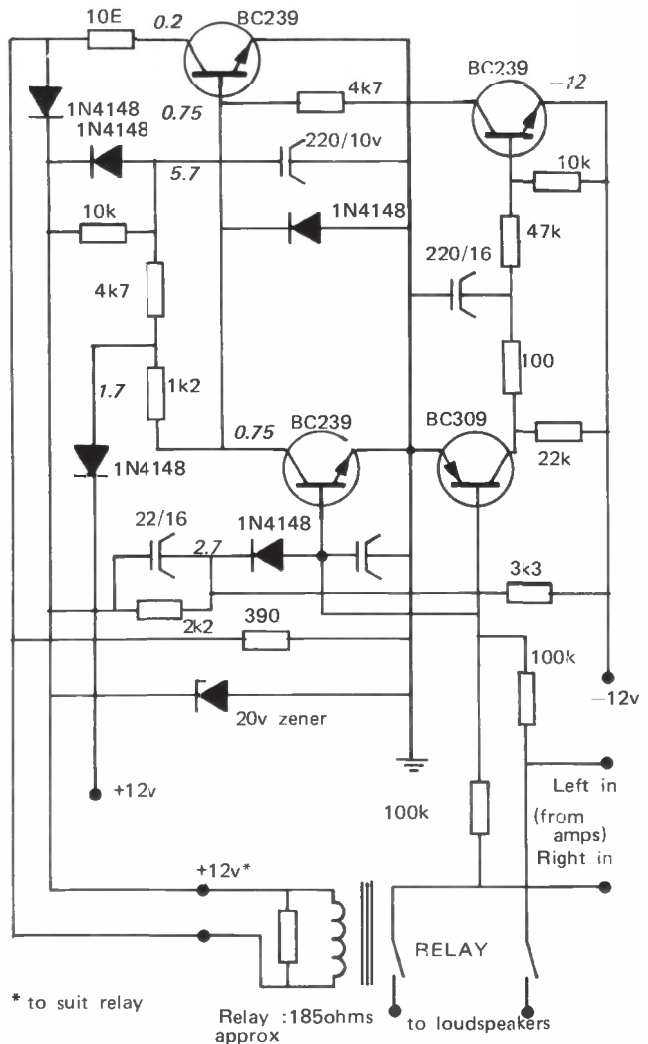 10E
0.2
BC239
BC239
-12
1N4148
1N4148
0.75
4k7
220/10v
5.7
10k
10k
1N4148
47k
220/16
4k7
100
1.7
1k2
0.75
BC239
BC309
22k
1N4148
22/16
1N4148
2.7
3k3
2k2
390
100k
-12v
20v zener
+12v
Left in
100k
(from
amps)
Right in
+12v*
RELAY
* to suit relay
Relay :185ohms
approx
to loudspeakers